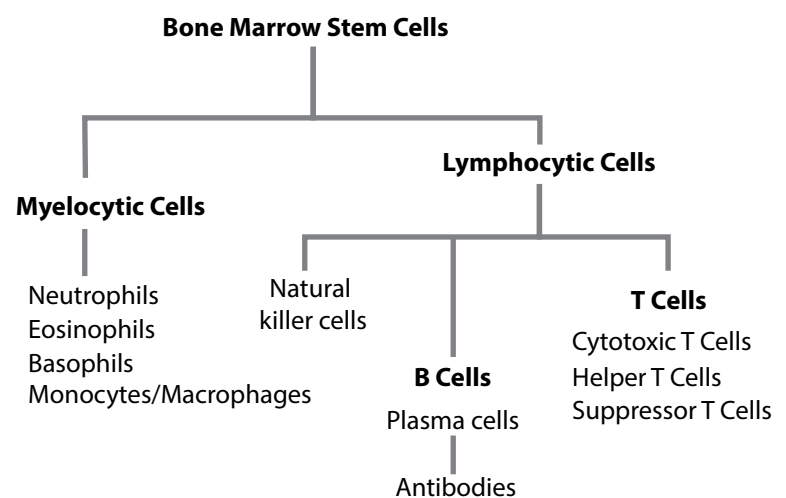 Bone Marrow Stem Cells
Lymphocytic Cells
Myelocytic Cells
Neutrophils
Eosinophils
Basophils
Monocytes/Macrophages
Natural
killer cells
B Cells
Plasma cells
Antibodies
T Cells
Cytotoxic T Cells
Helper T Cells
Suppressor T Cells